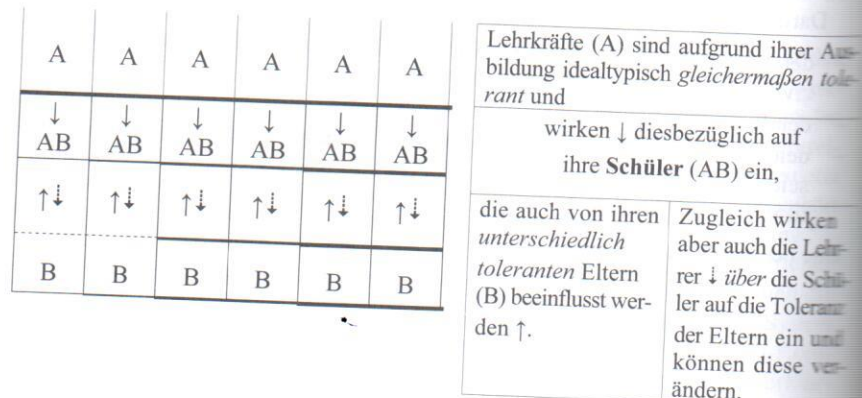 A A A A A A
↓ ↓ ↓ ↓ ↓ ↓
AB AB AB AB AB AB
↑⇣ ↑⇣ ↑⇣ ↑⇣ ↑⇣ ↑⇣
B B B B B B
Lehrkräfte (A) sind aufgrund ihrer Aus-
bildung idealtypisch gleichermaßen tole-
rant und
wirken ↓ diesbezüglich auf
ihre Schüler (AB) ein,
die auch von ihren
unterschiedlich
toleranten Eltern
(B) beeinflusst wer-
den ↑.
Zugleich wirken
aber auch die Leh-
rer ⇣ über die Schü-
ler auf die Toleranz
der Eltern ein und
können diese ver-
ändern.